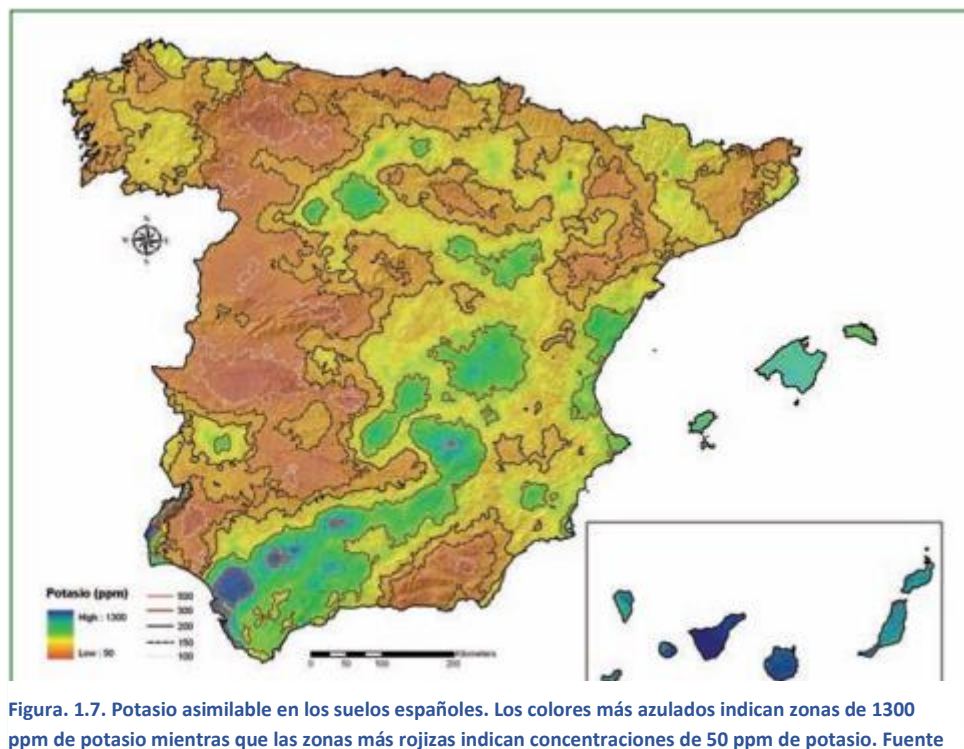 Potasio (ppm)
High : 1300
Low : 50
500
300
200
150
100
0
50
100
200
Kilometers
Figura. 1.7. Potasio asimilable en los suelos españoles. Los colores más azulados indican zonas de 1300
ppm de potasio mientras que las zonas más rojizas indican concentraciones de 50 ppm de potasio. Fuente